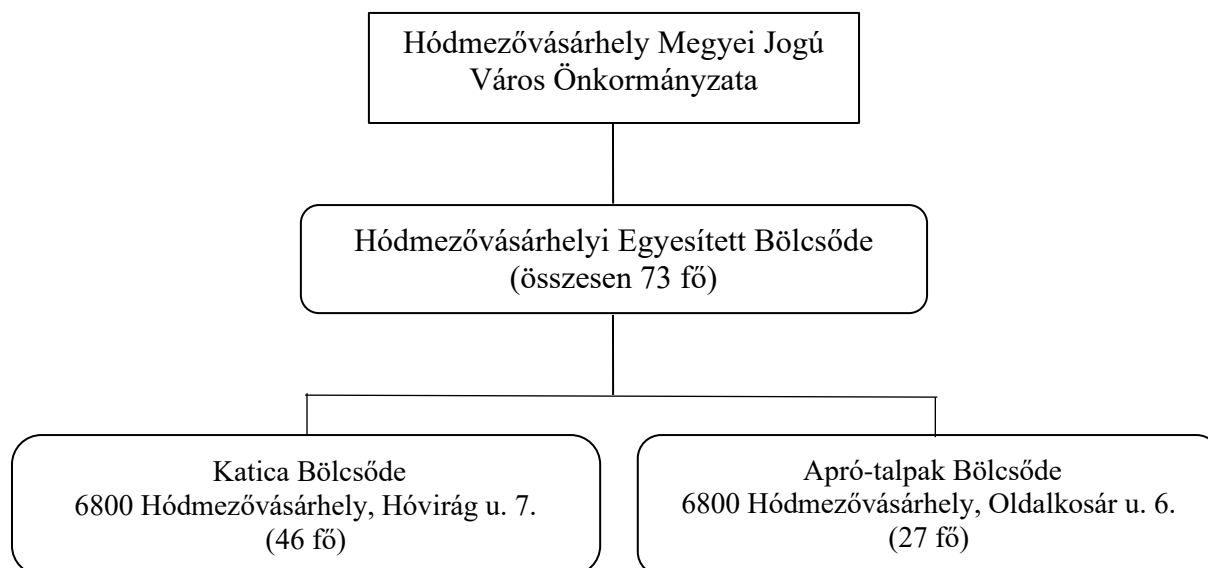 Hódmezővásárhely Megyei Jogú
Város Önkormányzata
Hódmezővásárhelyi Egyesített Bölcsőde
(összesen 73 fő)
Katica Bölcsőde
6800 Hódmezővásárhely, Hóvirág u. 7.
(46 fő)
Apró-talpak Bölcsőde
6800 Hódmezővásárhely, Oldalkosár u. 6.
(27 fő)